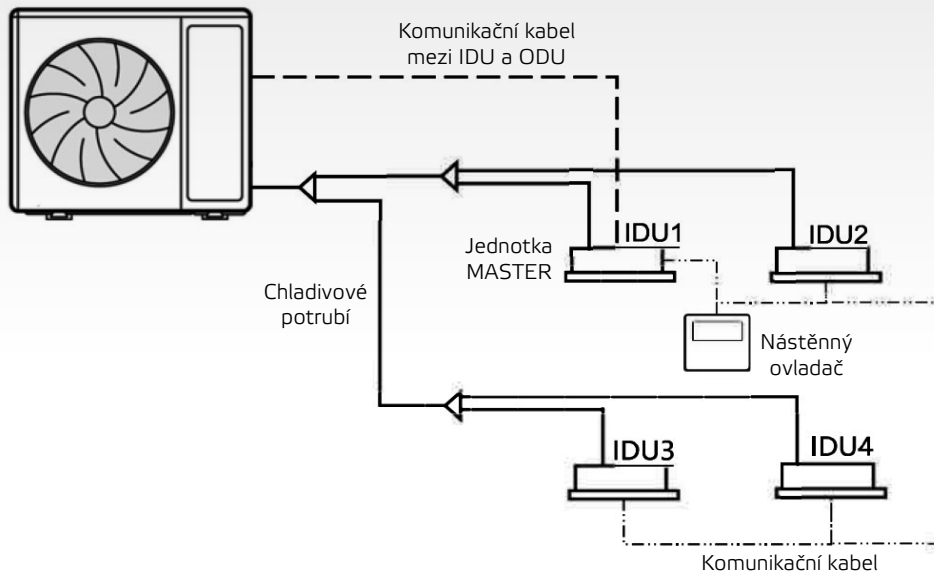 Komunikační kabel
mezi IDU a ODU
IDU1
IDU2
Jednotka
MASTER
Chladivové
potrubí
Nástěnný
ovladač
IDU3
IDU4
Komunikační kabel